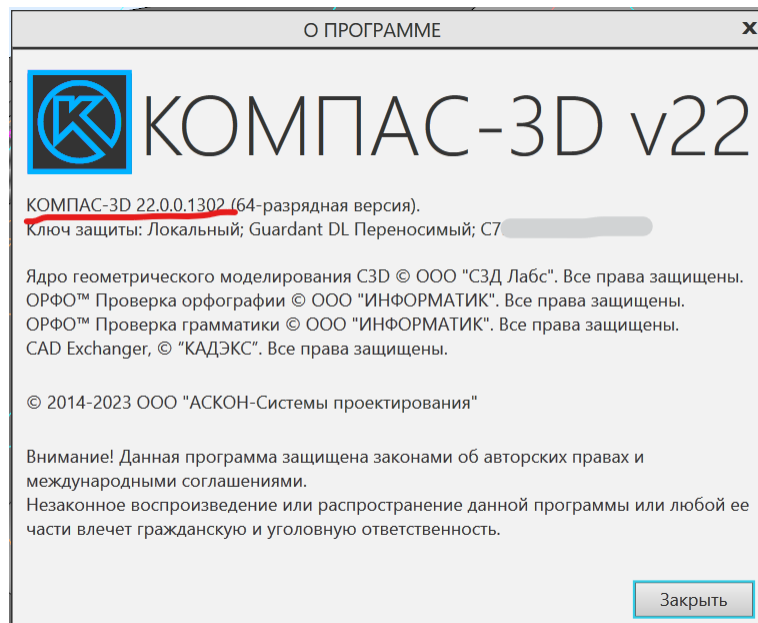 О ПРОГРАММЕ x
КОМПАС-3D v22
КОМПАС-3D 22.0.0.1302 (64-разрядная версия).
Ключ защиты: Локальный; Guardant DL Переносимый; C7
Ядро геометрического моделирования C3D © ООО "СЗД Лабс". Все права защищены.
ОРФО™ Проверка орфографии © ООО "ИНФОРМАТИК". Все права защищены.
ОРФО™ Проверка грамматики © ООО "ИНФОРМАТИК". Все права защищены.
CAD Exchanger, © “КАДЭКС”. Все права защищены.
© 2014-2023 ООО "АСКОН-Системы проектирования"
Внимание! Данная программа защищена законами об авторских правах и
международными соглашениями.
Незаконное воспроизведение или распространение данной программы или любой ее
части влечет гражданскую и уголовную ответственность.
Закрыть